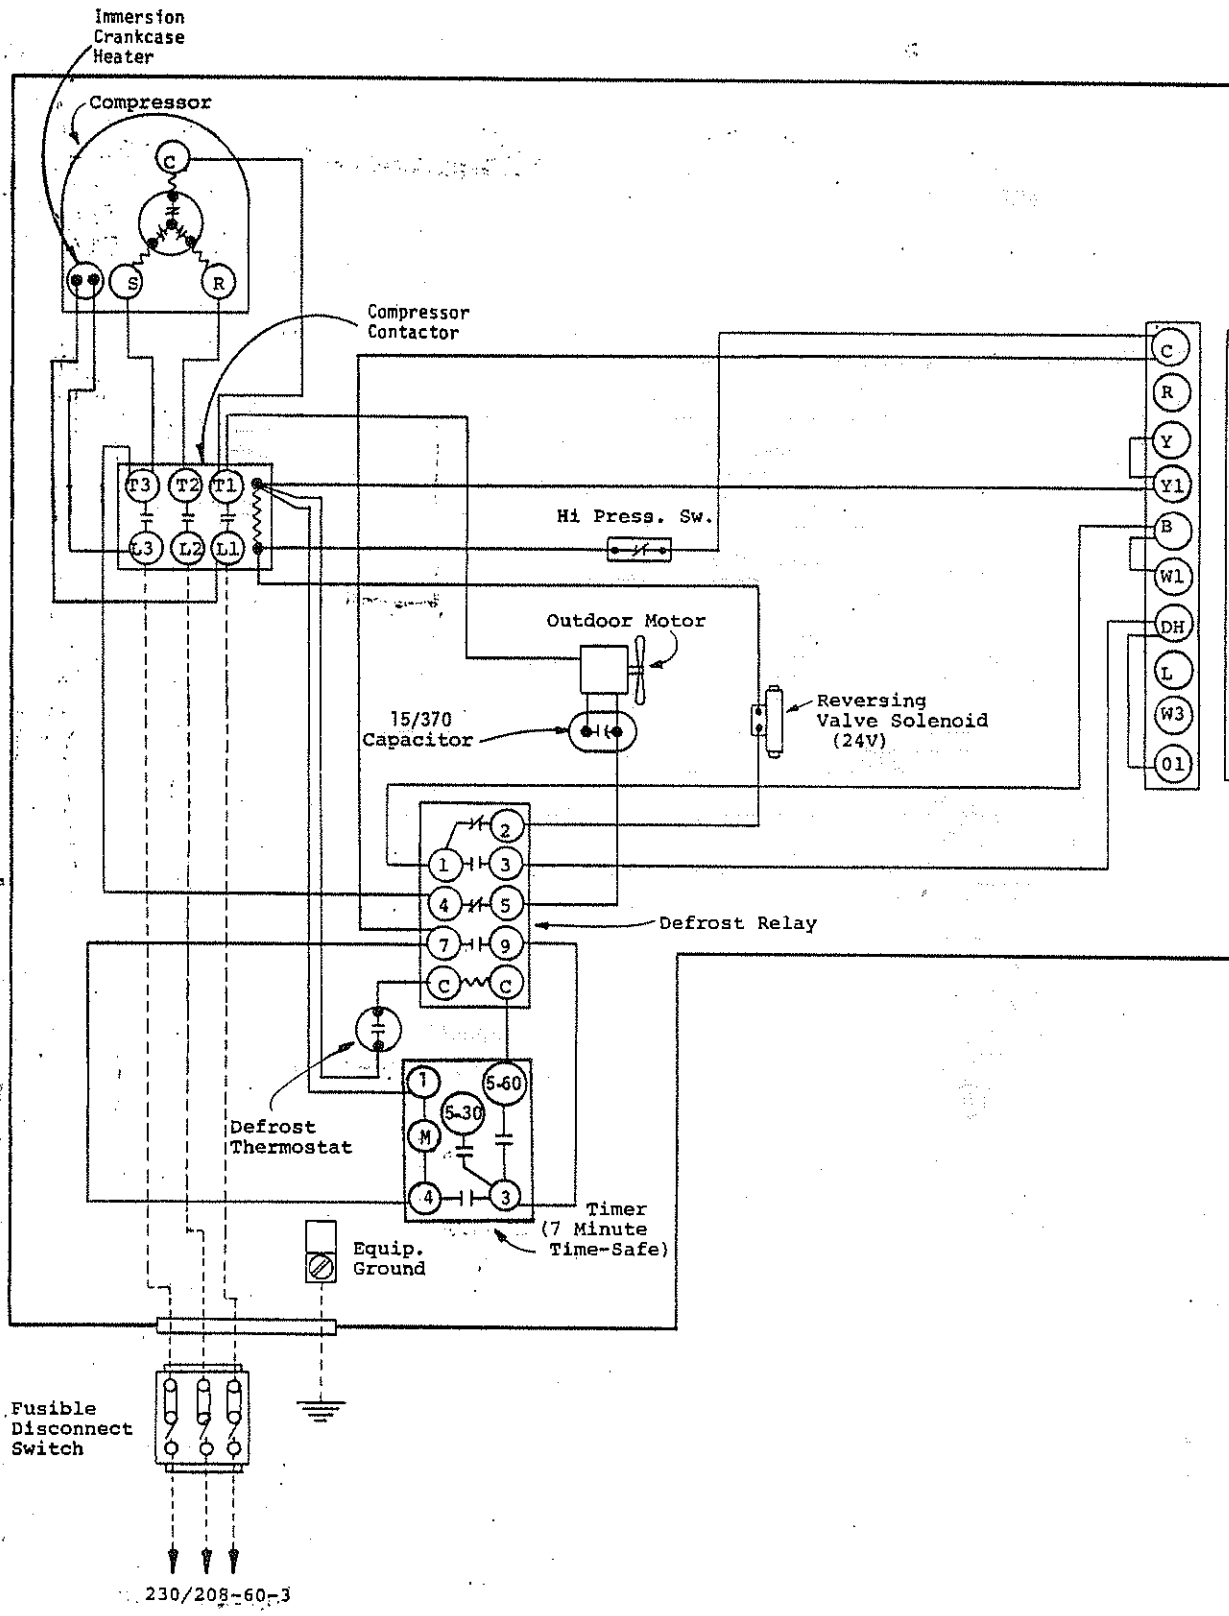 Immersion
Crankcase
Heater
Compressor
C
S
R
Compressor
Contactor
T3
T2
T1
L3
L2
L1
Hi Press. Sw.
C
R
Y
Y1
B
W1
DH
L
W3
O1
Outdoor Motor
15/370
Capacitor
Reversing
Valve Solenoid
(24V)
2
1
3
4
5
7
9
C
C
Defrost Relay
Defrost
Thermostat
1
5-60
5-30
M
4
3
Timer
(7 Minute
Time-Safe)
Equip.
Ground
Fusible
Disconnect
Switch
230/208-60-3